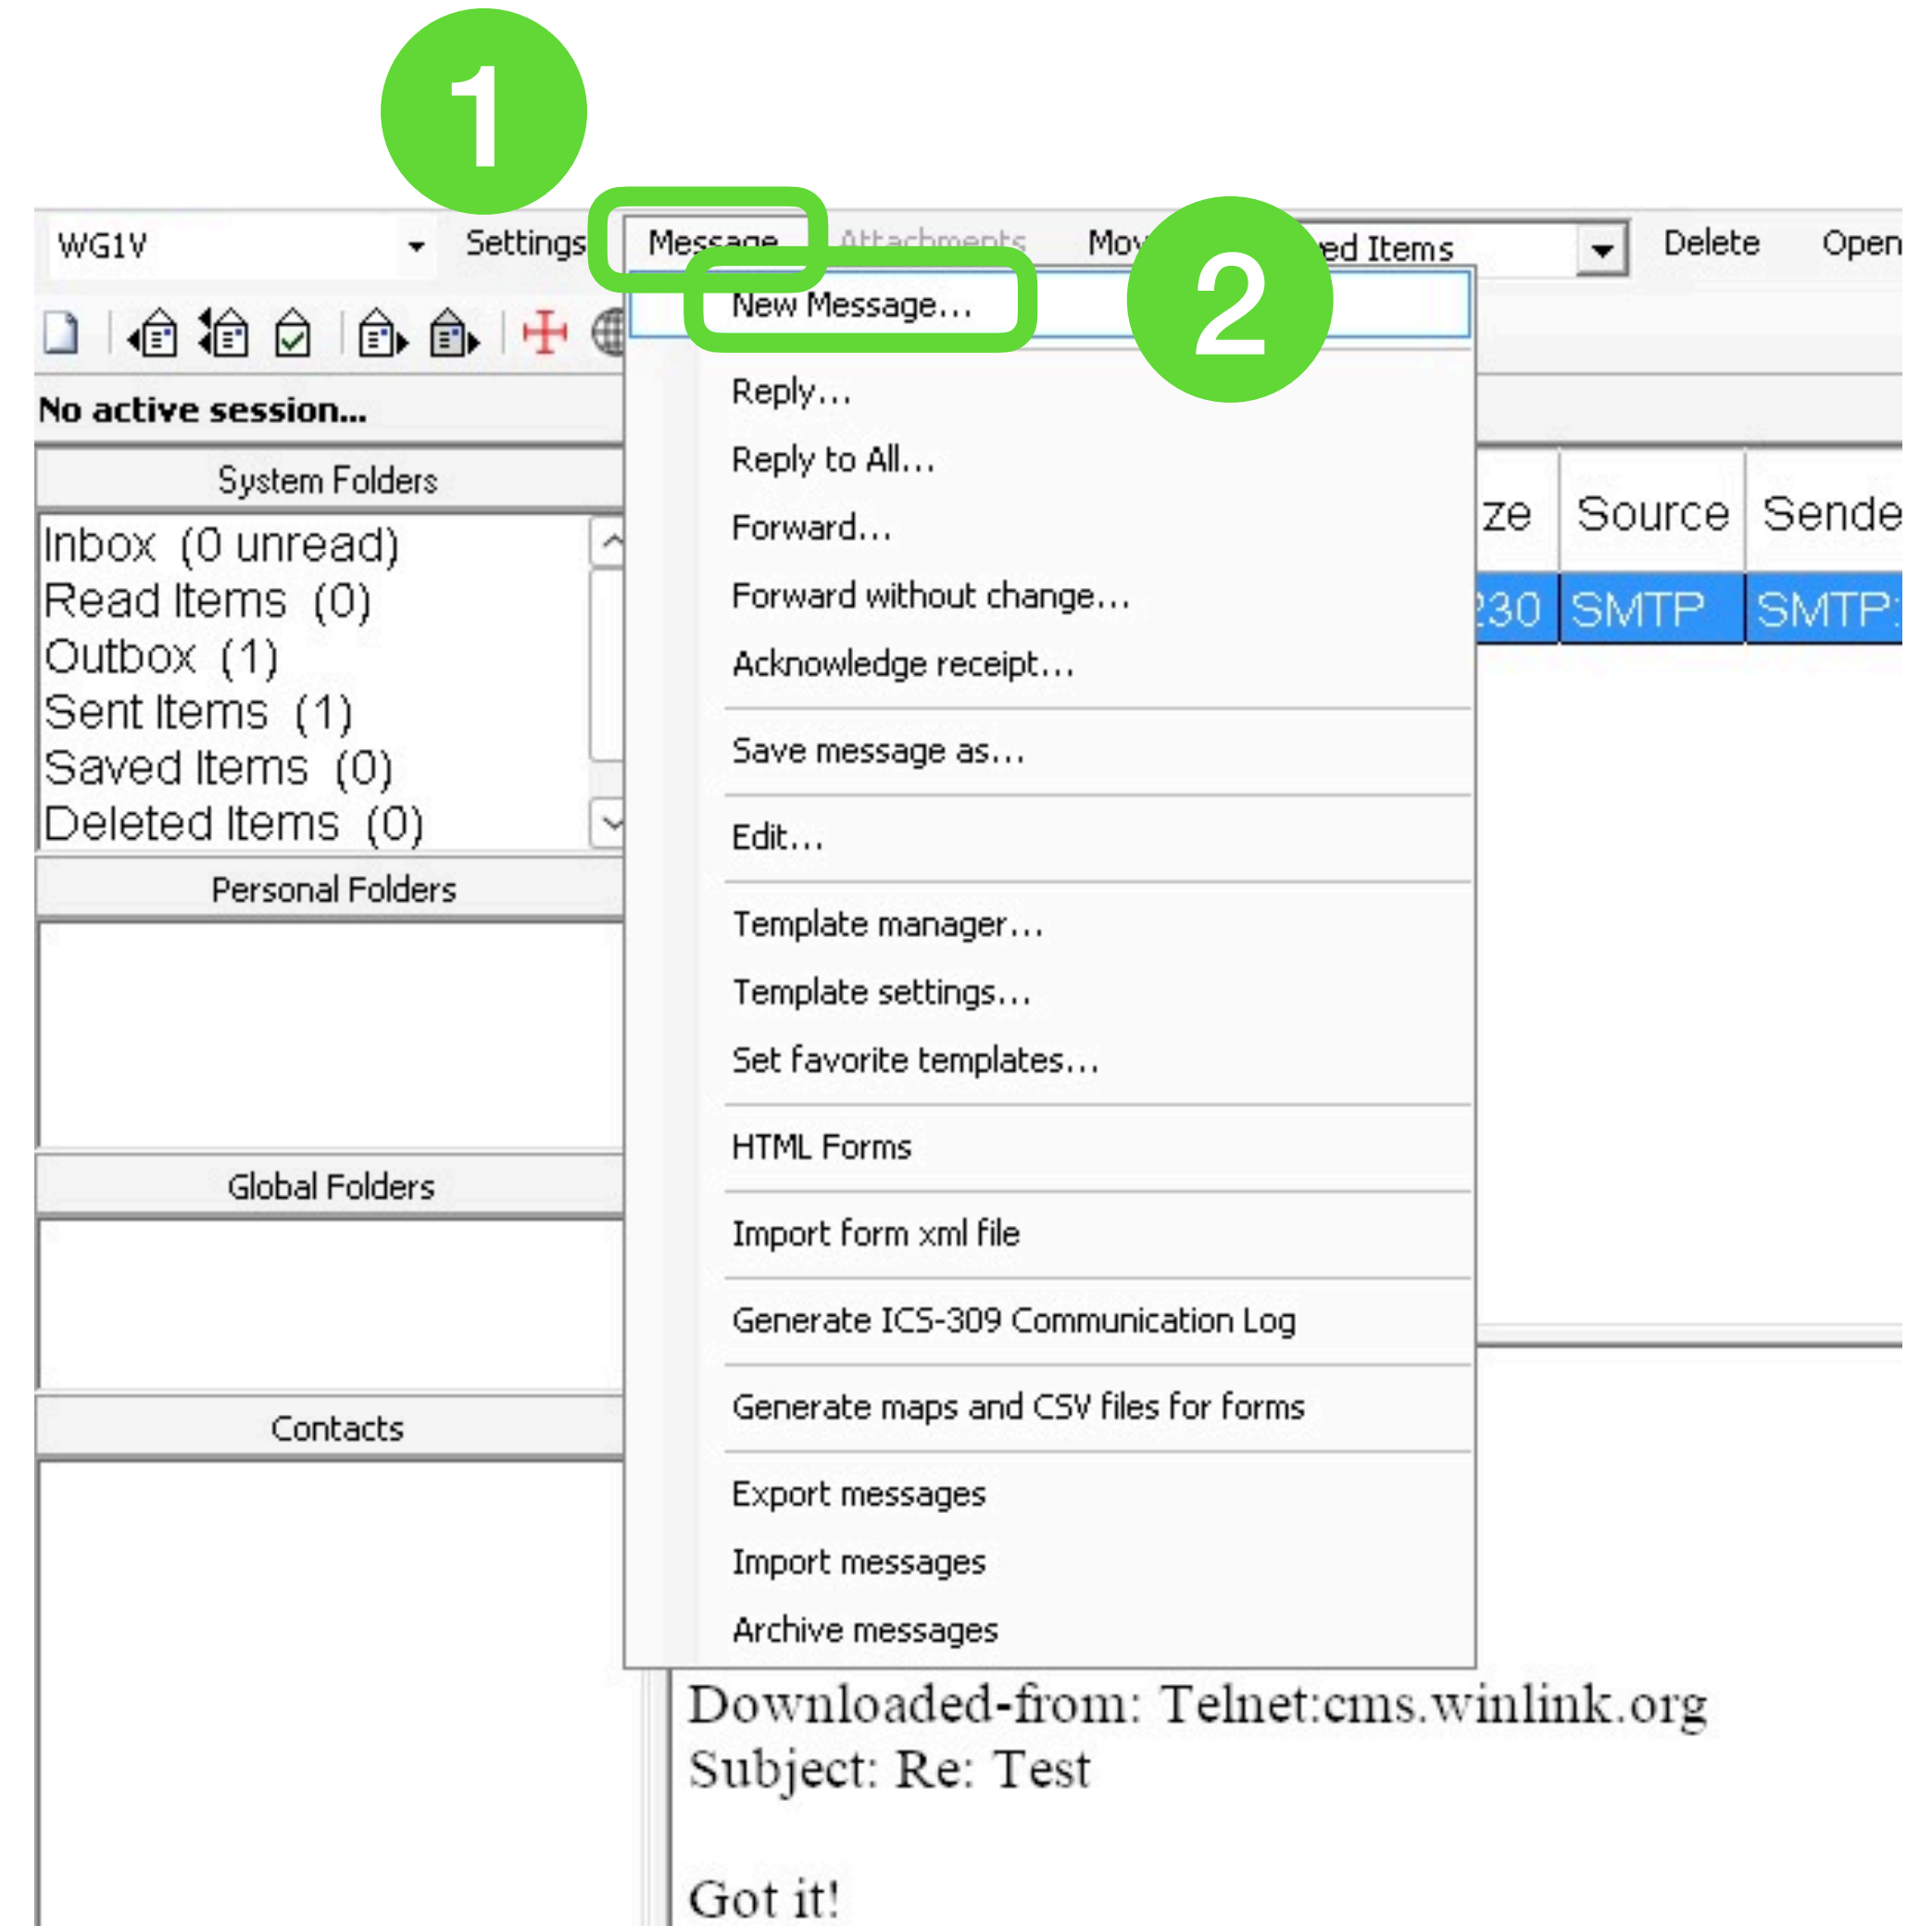 1
WG1V Settings Message Attachments Mov ed Items Delete Open
2
New Message...
No active session...
Reply...
Reply to All...
Forward...
Forward without change...
Acknowledge receipt...
Save message as...
Edit...
Template manager...
Template settings...
Set favorite templates...
HTML Forms
Import form xml file
Generate ICS-309 Communication Log
Generate maps and CSV files for forms
Export messages
Import messages
Archive messages
System Folders
Inbox (0 unread)
Read Items (0)
Outbox (1)
Sent Items (1)
Saved Items (0)
Deleted Items (0)
Personal Folders
Global Folders
Contacts
ze Source Sende
230 SMTP SMTP:
Downloaded-from: Telnet:cms.winlink.org
Subject: Re: Test
Got it!